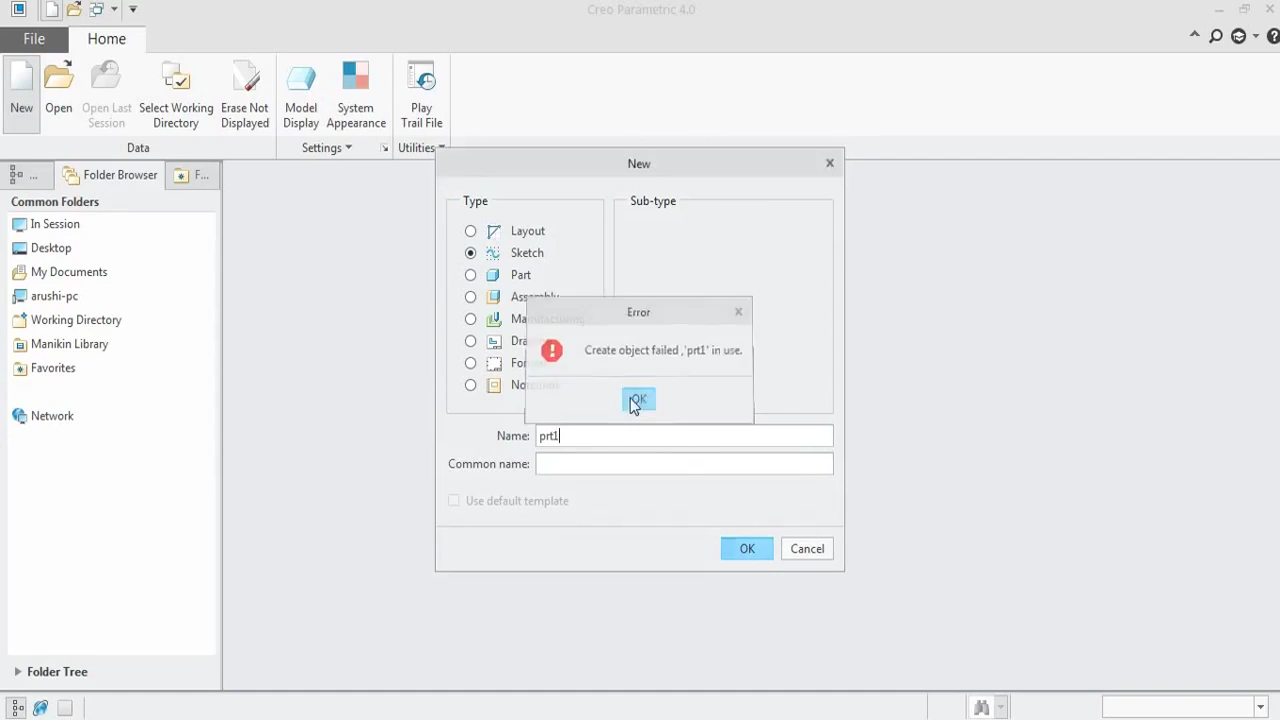 Creo Parametric 4.0
File
Home
New
Open
Open Last
Session
Select Working
Directory
Erase Not
Displayed
Model
Display
System
Appearance
Play
Trail File
Data
Settings
Utilities
...
Folder Browser
F...
Common Folders
In Session
Desktop
My Documents
arushi-pc
Working Directory
Manikin Library
Favorites
Network
Folder Tree
New
Type
Sub-type
Layout
Sketch
Part
Assembly
Error
Create object failed ,'prt1' in use.
OK
Name: prt1
Common name:
Use default template
OK
Cancel